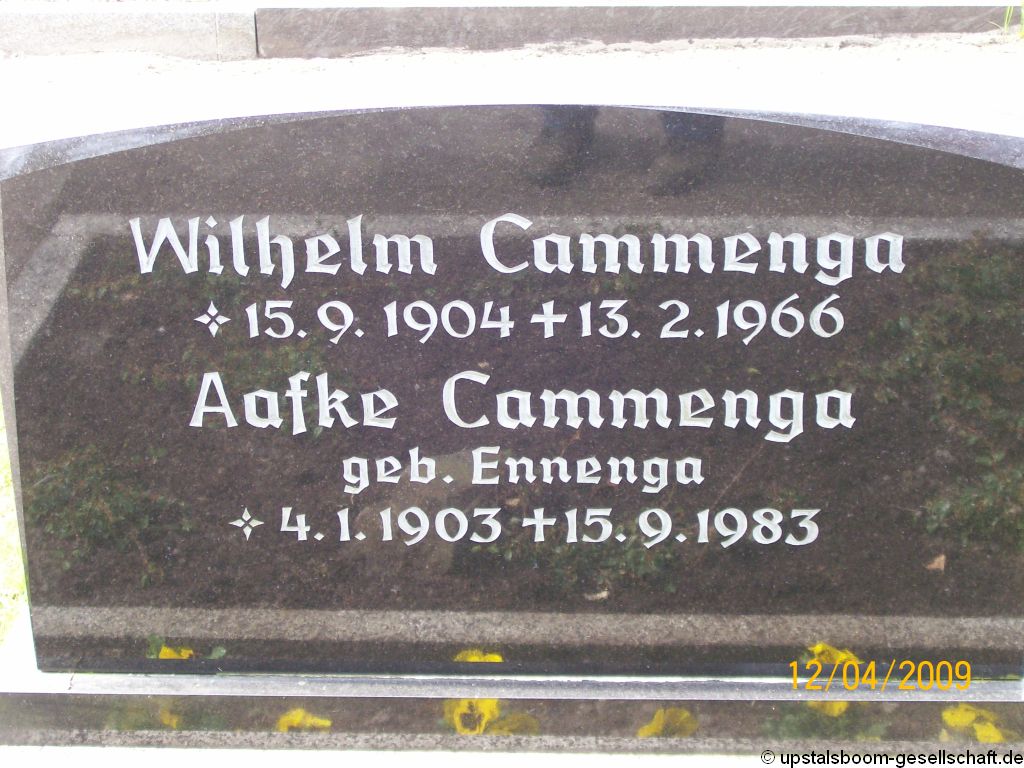 Wilhelm Cammenga
✧ 15. 9. 1904 ✝ 13. 2. 1966
Aafke Cammenga
geb. Ennenga
✧ 4. 1. 1903 ✝ 15. 9. 1983
12/04/2009
© upstalsboom-gesellschaft.de